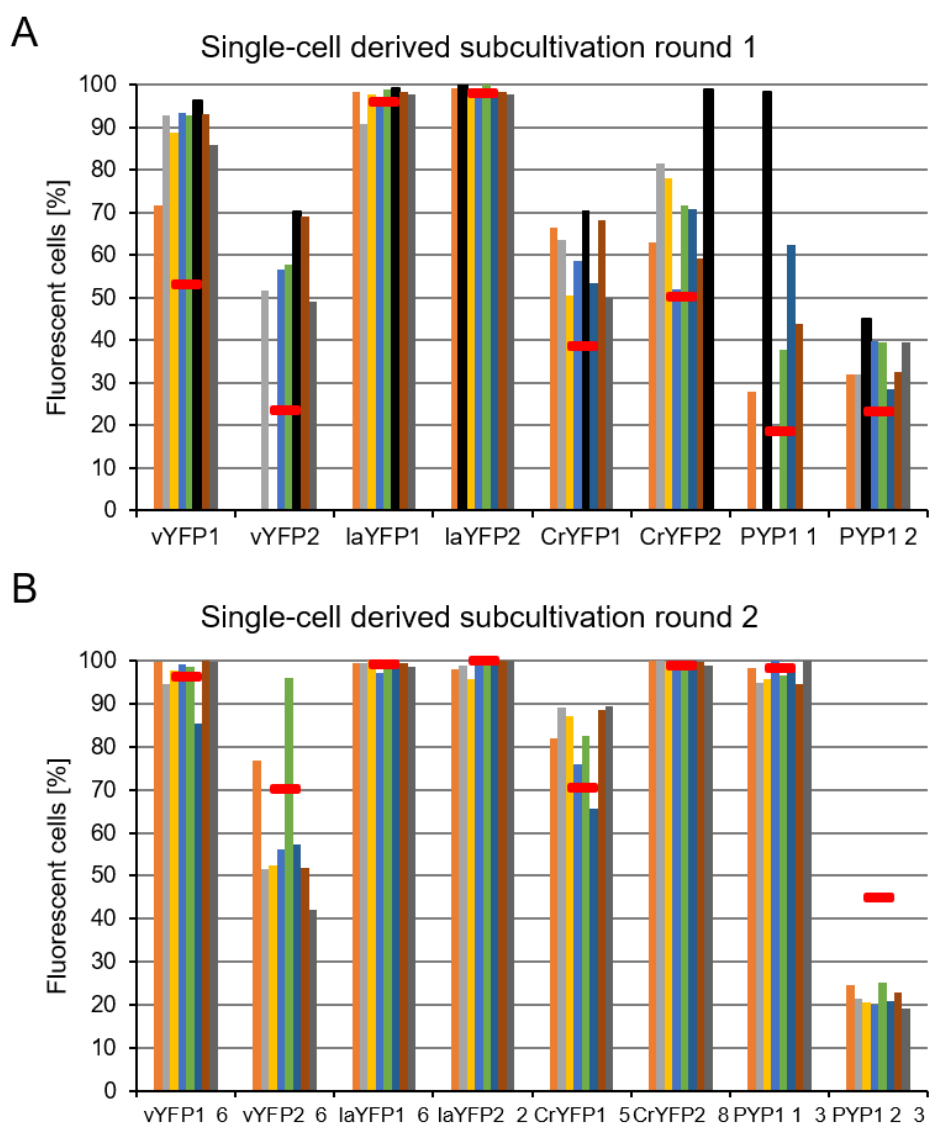 A
Single-cell derived subcultivation round 1
Fluorescent cells [%]
100
90
80
70
60
50
40
30
20
10
0
vYFP1 vYFP2 laYFP1 laYFP2 CrYFP1 CrYFP2 PYP1 1 PYP1 2
B
Single-cell derived subcultivation round 2
Fluorescent cells [%]
100
90
80
70
60
50
40
30
20
10
0
vYFP1 6 vYFP2 6 laYFP1 6 laYFP2 2 CrYFP1 5 CrYFP2 8 PYP1 1 3 PYP1 2 3